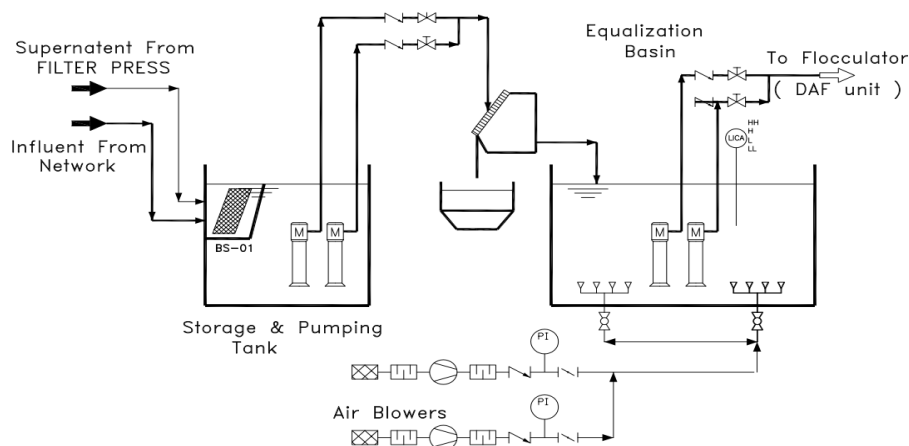 Supernatent From
FILTER PRESS
Influent From
Network
BS-01
M
M
Storage & Pumping
Tank
Equalization
Basin
To Flocculator
( DAF unit )
LICA
HH
H
L
LL
M
M
PI
Air Blowers
PI